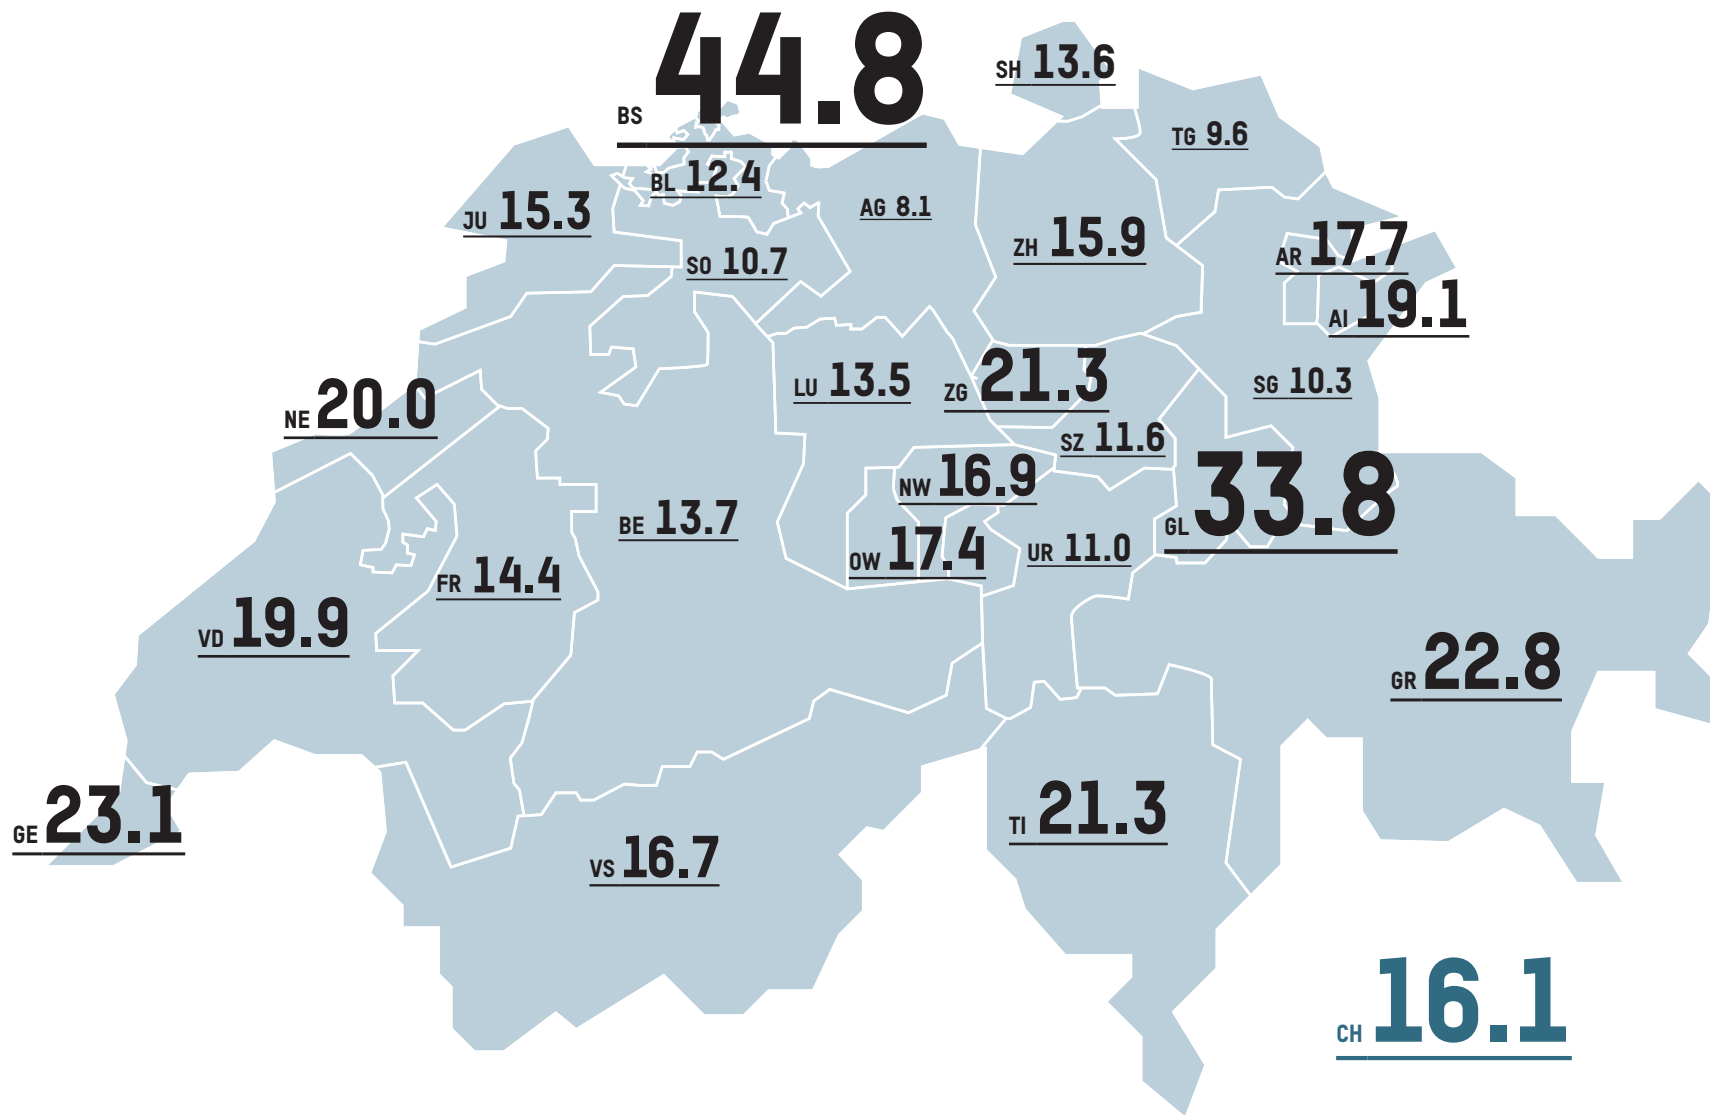 BS 44.8
SH 13.6
TG 9.6
BL 12.4
JU 15.3
AG 8.1
ZH 15.9
AR 17.7
SO 10.7
AI 19.1
NE 20.0
LU 13.5
ZG 21.3
SG 10.3
SZ 11.6
NW 16.9
GL 33.8
BE 13.7
OW 17.4
UR 11.0
FR 14.4
VD 19.9
GR 22.8
GE 23.1
TI 21.3
VS 16.7
CH 16.1